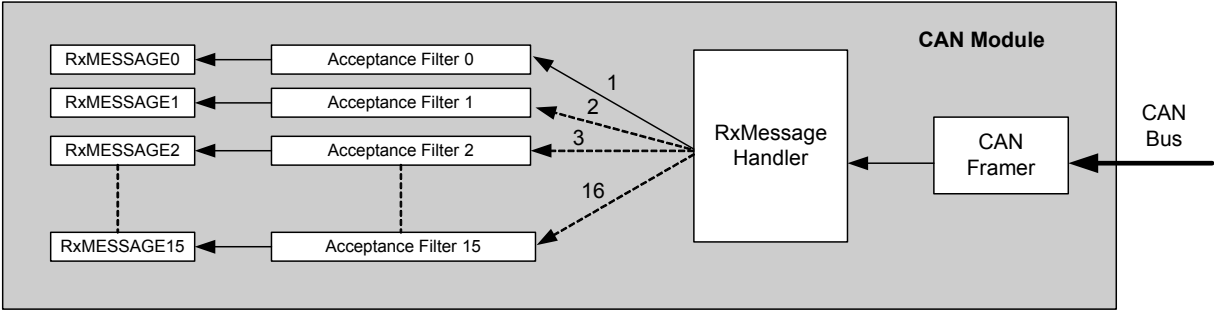 CAN Module
RxMESSAGE0
Acceptance Filter 0
1
RxMESSAGE1
Acceptance Filter 1
2
RxMESSAGE2
Acceptance Filter 2
3
RxMESSAGE15
Acceptance Filter 15
16
RxMessage
Handler
CAN
Framer
CAN
Bus